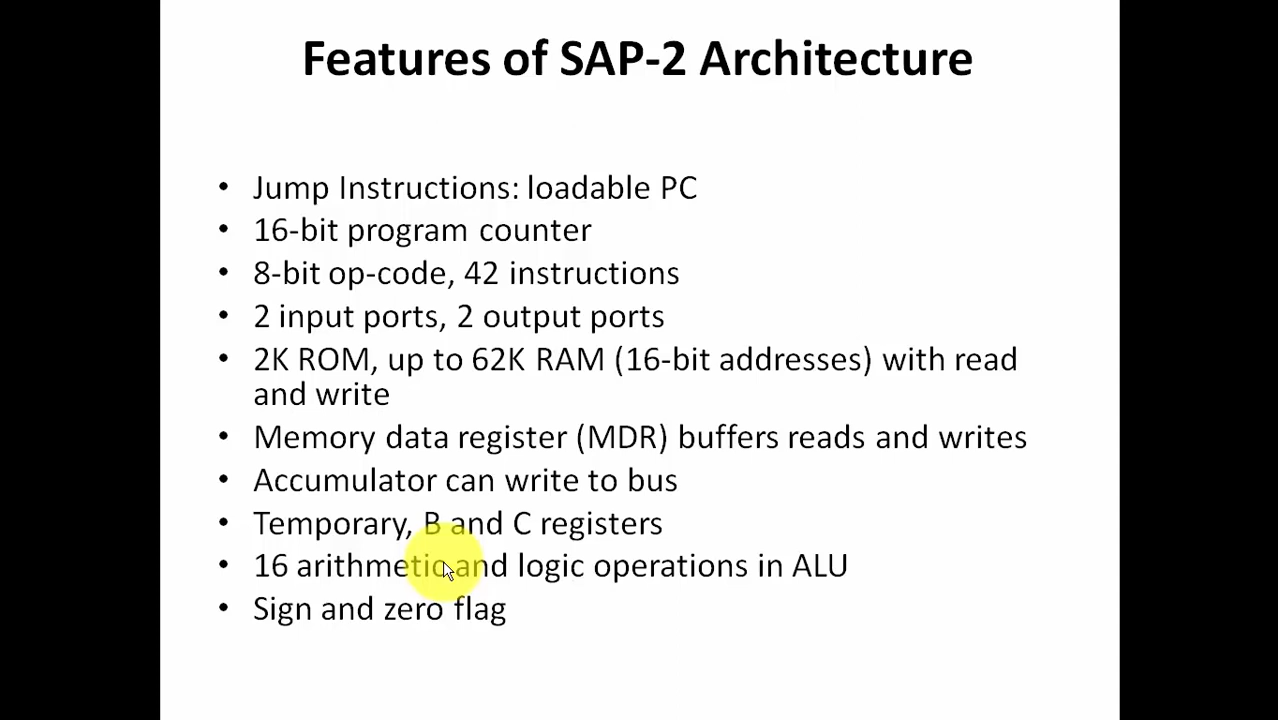 Features of SAP-2 Architecture
• Jump Instructions: loadable PC
• 16-bit program counter
• 8-bit op-code, 42 instructions
• 2 input ports, 2 output ports
• 2K ROM, up to 62K RAM (16-bit addresses) with read
and write
• Memory data register (MDR) buffers reads and writes
• Accumulator can write to bus
• Temporary, B and C registers
• 16 arithmetic and logic operations in ALU
• Sign and zero flag